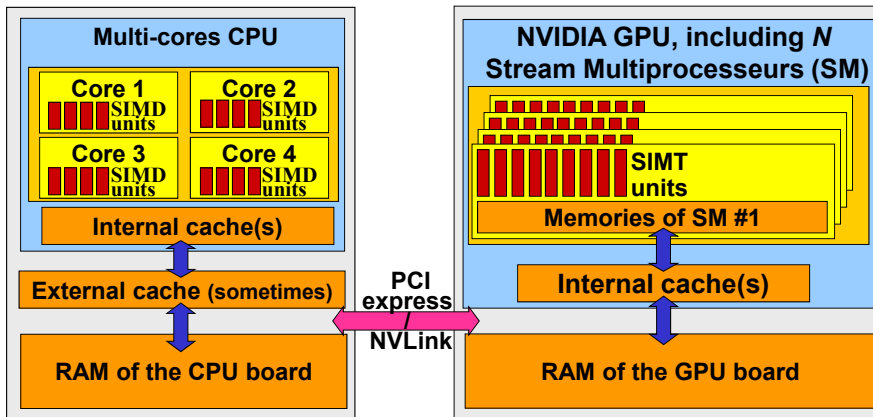 Multi-cores CPU
Core 1
SIMD
units
Core 2
SIMD
units
Core 3
SIMD
units
Core 4
SIMD
units
Internal cache(s)
External cache (sometimes)
RAM of the CPU board
PCI
express
/
NVLink
NVIDIA GPU, including N
Stream Multiprocesseurs (SM)
SIMT
units
Memories of SM #1
Internal cache(s)
RAM of the GPU board